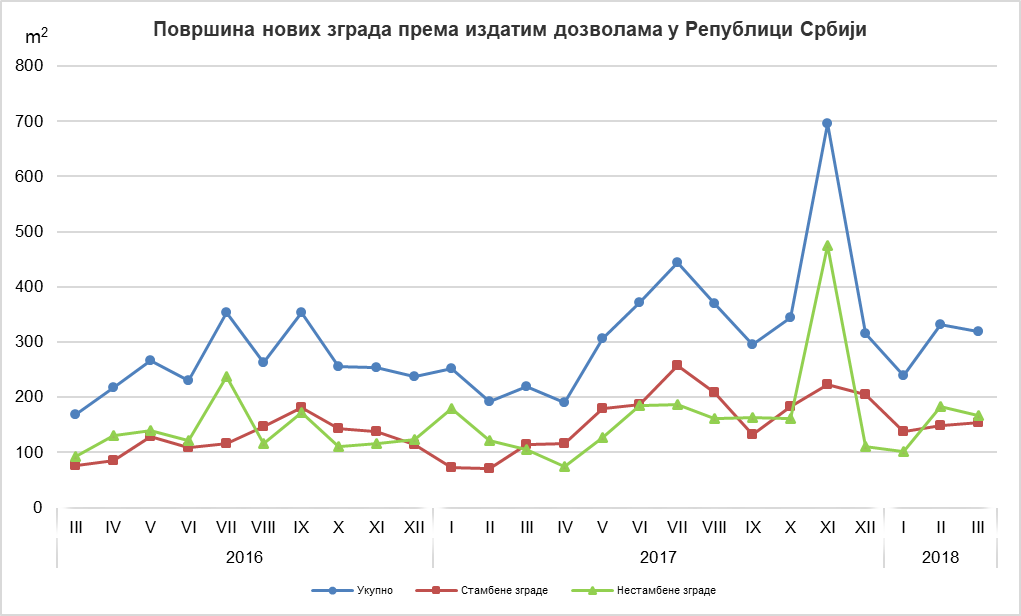 Површина нових зграда према издатим дозволама у Републици Србији
m²
800
700
600
500
400
300
200
100
0
III IV V VI VII VIII IX X XI XII I II III IV V VI VII VIII IX X XI XII I II III
2016 2017 2018
Укупно Стамбене зграде Нестамбене зграде